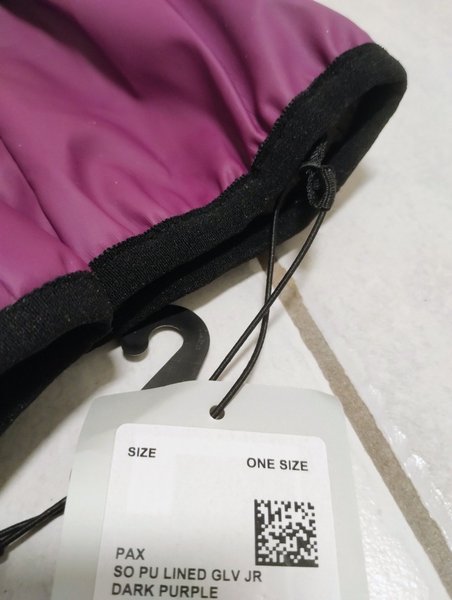 SIZE ONE SIZE
PAX
SO PU LINED GLV JR
DARK PURPLE